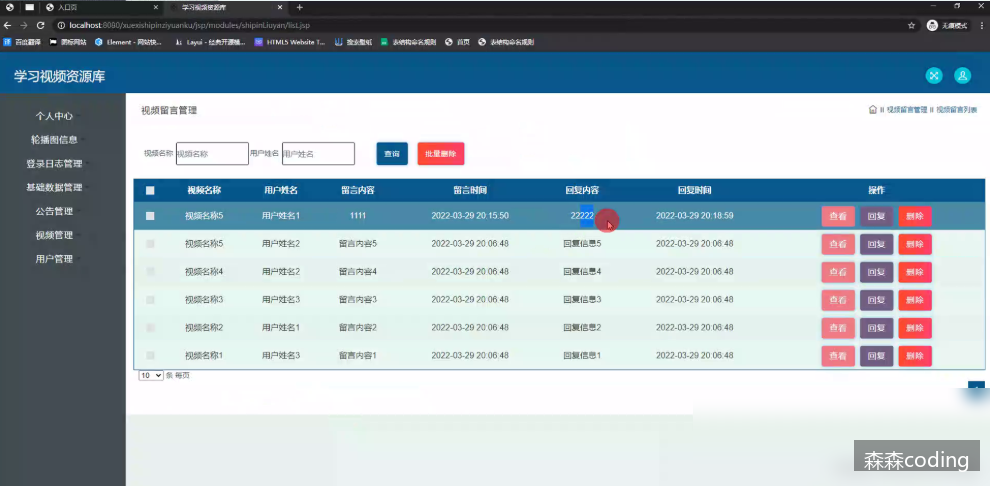 入口页
学习视频资源库
localhost:8080/xuexishipinziyuanku/jsp/modules/shipinLiuyan/list.jsp
无痕模式
百度翻译 图标网站 Element - 网站快... Layui - 经典开源模... HTML5 Website T... 搜涂壁纸 表结构命名规则 首页 表结构命名规则
学习视频资源库
个人中心
轮播图信息
登录日志管理
基础数据管理
公告管理
视频管理
用户管理
视频留言管理
视频留言管理 视频留言列表
视频名称 视频名称 用户姓名 用户姓名 查询 批量删除
视频名称 用户姓名 留言内容 留言时间 回复内容 回复时间 操作
视频名称5 用户姓名1 1111 2022-03-29 20:15:50 22222 2022-03-29 20:18:59 查看 回复 删除
视频名称5 用户姓名2 留言内容5 2022-03-29 20:06:48 回复信息5 2022-03-29 20:06:48 查看 回复 删除
视频名称4 用户姓名2 留言内容4 2022-03-29 20:06:48 回复信息4 2022-03-29 20:06:48 查看 回复 删除
视频名称3 用户姓名3 留言内容3 2022-03-29 20:06:48 回复信息3 2022-03-29 20:06:48 查看 回复 删除
视频名称2 用户姓名1 留言内容2 2022-03-29 20:06:48 回复信息2 2022-03-29 20:06:48 查看 回复 删除
视频名称1 用户姓名3 留言内容1 2022-03-29 20:06:48 回复信息1 2022-03-29 20:06:48 查看 回复 删除
10 条 每页
森森coding